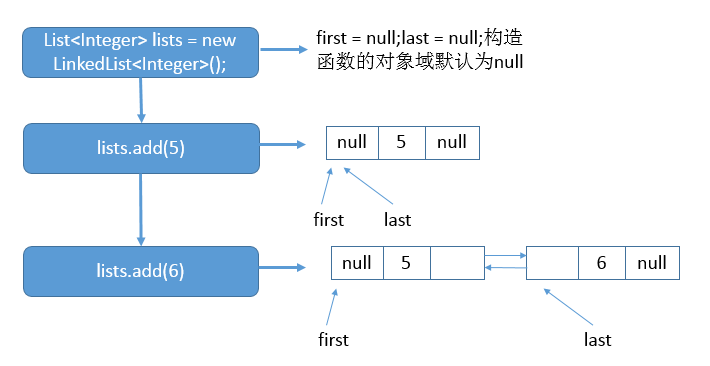 List<Integer> lists = new
LinkedList<Integer>();
first = null;last = null;构造
函数的对象域默认为null
lists.add(5)
null 5 null
first last
lists.add(6)
null 5 6 null
first last